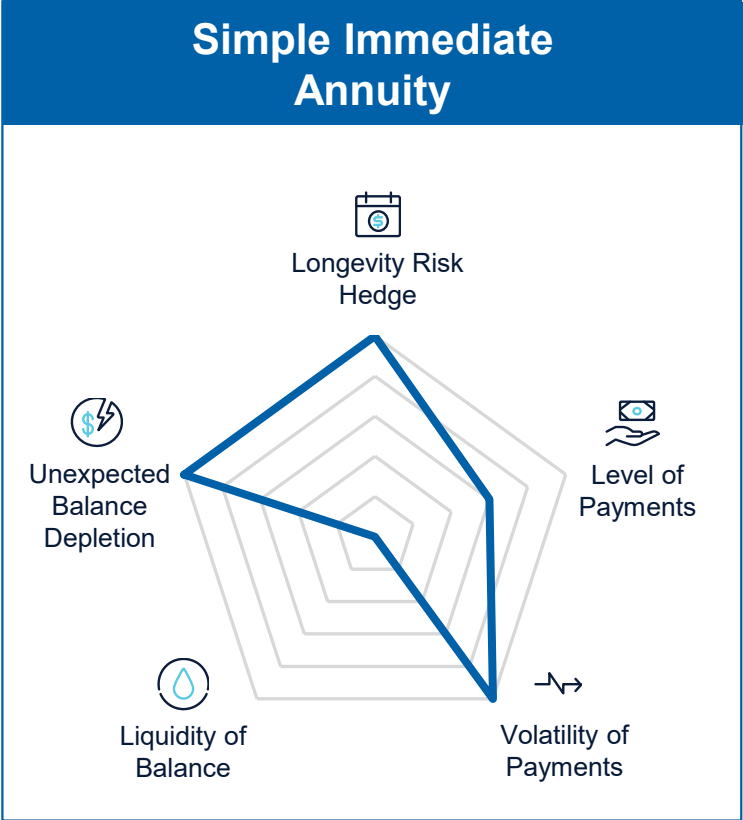 Simple Immediate
Annuity
Longevity Risk
Hedge
Level of
Payments
Unexpected
Balance
Depletion
Liquidity of
Balance
Volatility of
Payments